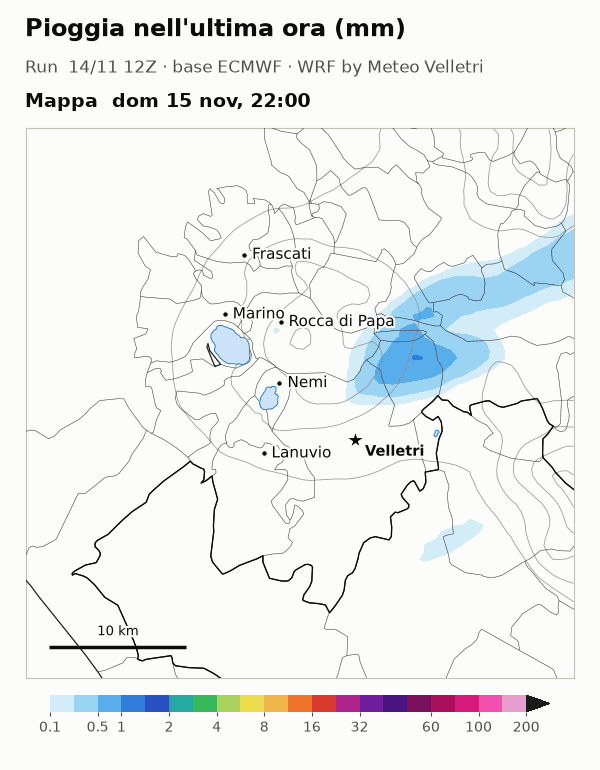 Pioggia nell'ultima ora (mm)
Run  14/11 12Z · base ECMWF · WRF by Meteo Velletri
Mappa  dom 15 nov, 22:00
Frascati
Marino
Rocca di Papa
Nemi
Velletri
Lanuvio
10 km
0.1 0.5 1 2 4 8 16 32 60 100 200